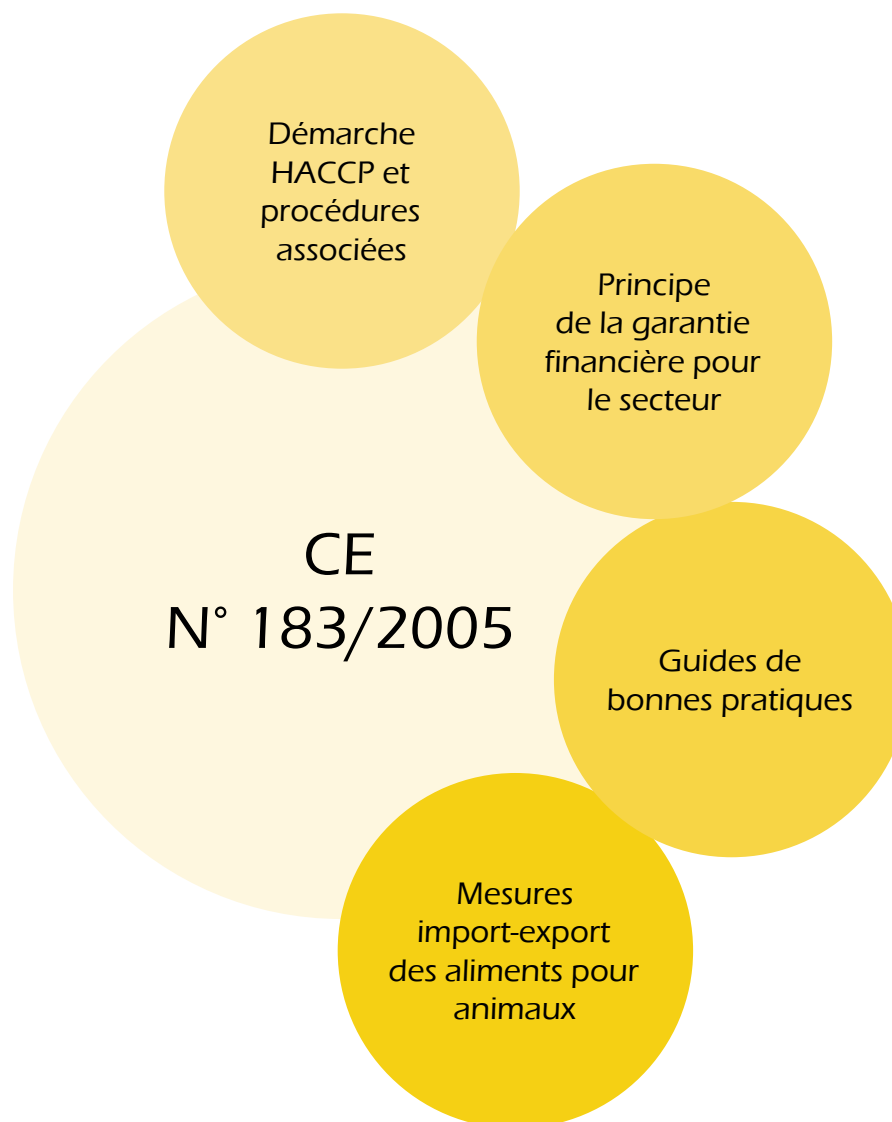 Démarche
HACCP et
procédures
associées
Principe
de la garantie
financière pour
le secteur
CE
N° 183/2005
Guides de
bonnes pratiques
Mesures
import-export
des aliments pour
animaux